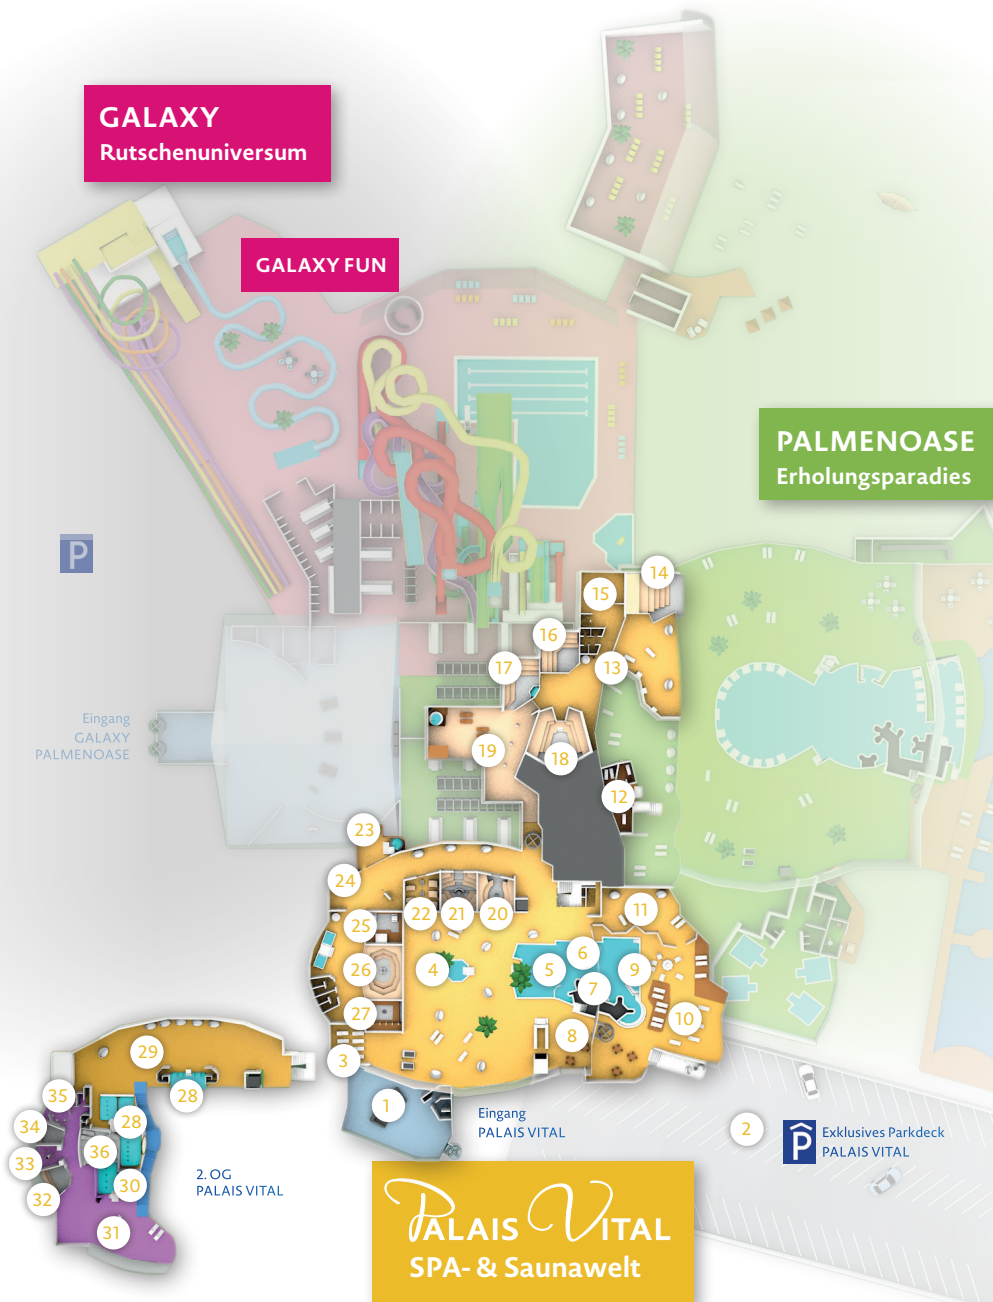 GALAXY
Rutschenuniversum
GALAXY FUN
PALMENOASE
Erholungsparadies
P
14
15
16
17
13
Eingang
GALAXY
PALMENOASE
19
18
12
23
24
22
21
20
11
25
6
26
4
5
9
7
27
10
8
3
29
28
35
1
34
28
Eingang
PALAIS VITAL
2
P
Exklusives Parkdeck
PALAIS VITAL
36
33
30
32
2. OG
PALAIS VITAL
31
PALAIS VITAL
SPA- & Saunawelt